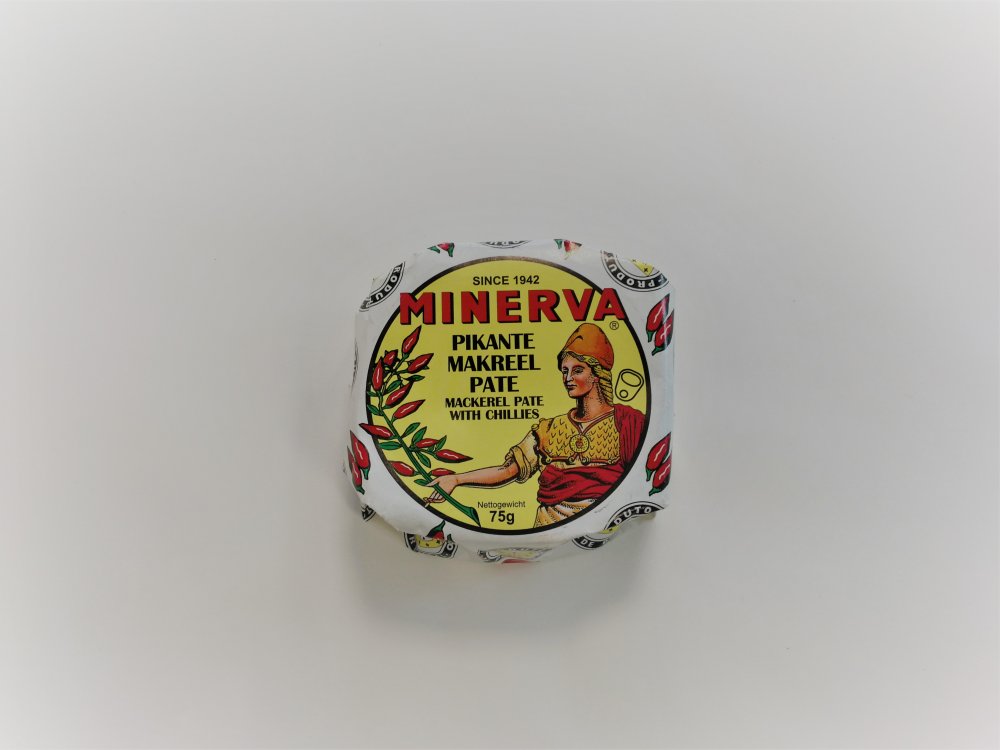 SINCE 1942
MINERVA
®
PIKANTE
MAKREEL
PATE
MACKEREL PATE
WITH CHILLIES
Nettogewicht
75g